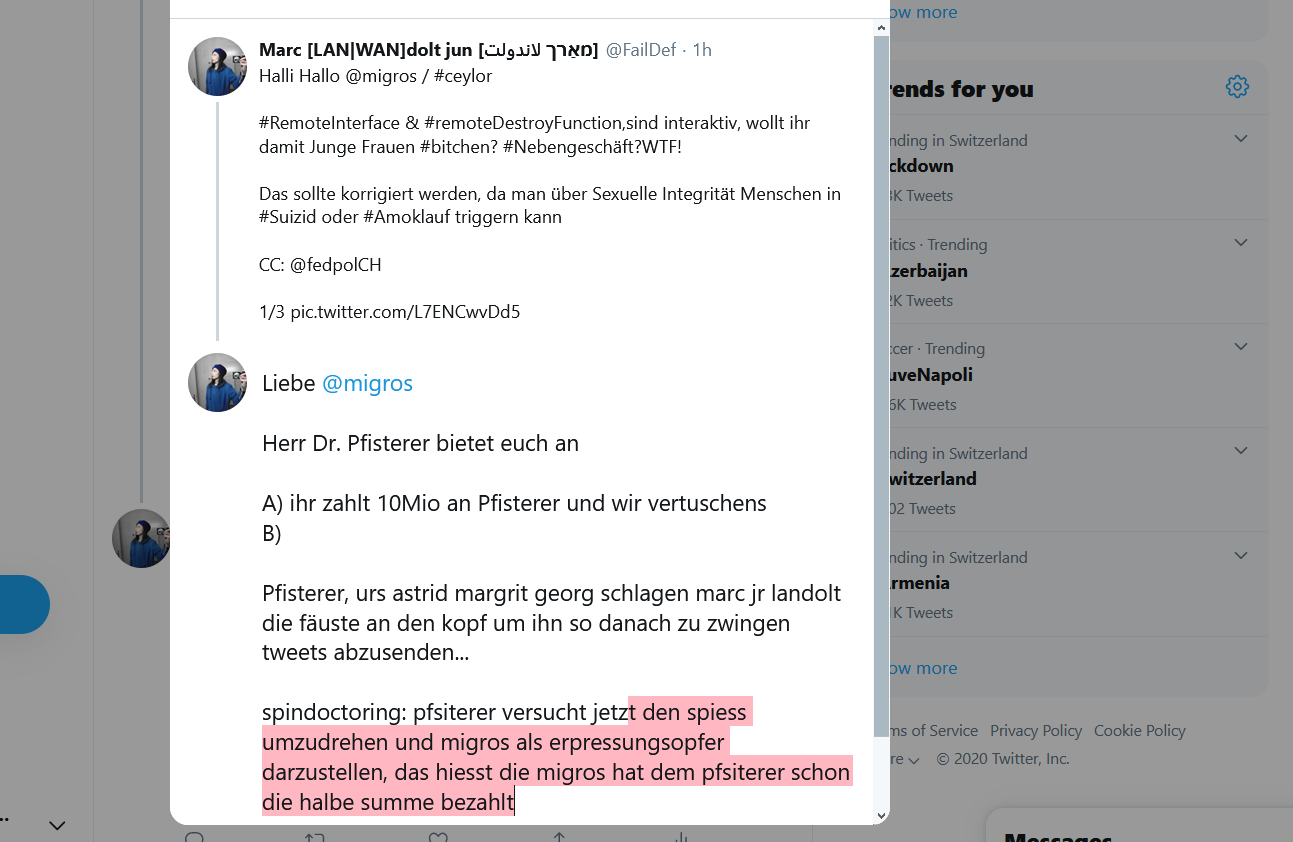 Marc [LAN|WAN]dolt jun [מאַרך לאַנדולת] @FailDef · 1h
Halli Hallo @migros / #ceylor
#RemoteInterface & #remoteDestroyFunction,sind interaktiv, wollt ihr
damit Junge Frauen #bitchen? #Nebengeschäft?WTF!
Das sollte korrigiert werden, da man über Sexuelle Integrität Menschen in
#Suizid oder #Amoklauf triggern kann
CC: @fedpolCH
1/3 pic.twitter.com/L7ENCwvDd5
Liebe @migros
Herr Dr. Pfisterer bietet euch an
A) ihr zahlt 10Mio an Pfisterer und wir vertuschens
B)
Pfisterer, urs astrid margrit georg schlagen marc jr landolt
die fäuste an den kopf um ihn so danach zu zwingen
tweets abzusenden...
spindoctoring: pfsiterer versucht jetzt den spiess
umzudrehen und migros als erpressungsopfer
darzustellen, das hiesst die migros hat dem pfsiterer schon
die halbe summe bezahlt
ow more
rends for you
nding in Switzerland
ckdown
K Tweets
itics · Trending
zerbaijan
K Tweets
ccer · Trending
uveNapoli
6K Tweets
nding in Switzerland
witzerland
02 Tweets
nding in Switzerland
rmenia
1K Tweets
ow more
ms of Service Privacy Policy Cookie Policy
re © 2020 Twitter, Inc.
Messages